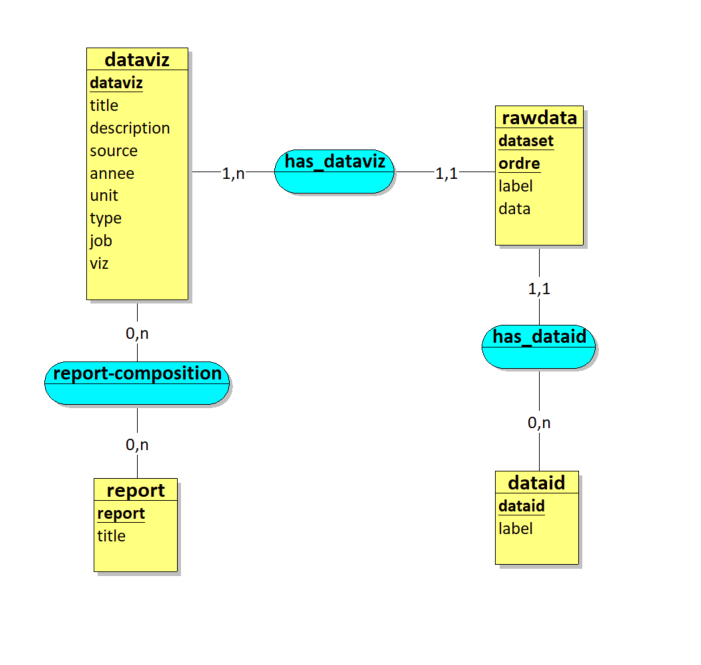 dataviz
dataviz
title
description
source
annee
unit
type
job
viz
1,n
has_dataviz
1,1
rawdata
dataset
ordre
label
data
1,1
has_dataid
0,n
dataid
dataid
label
0,n
report-composition
0,n
report
report
title